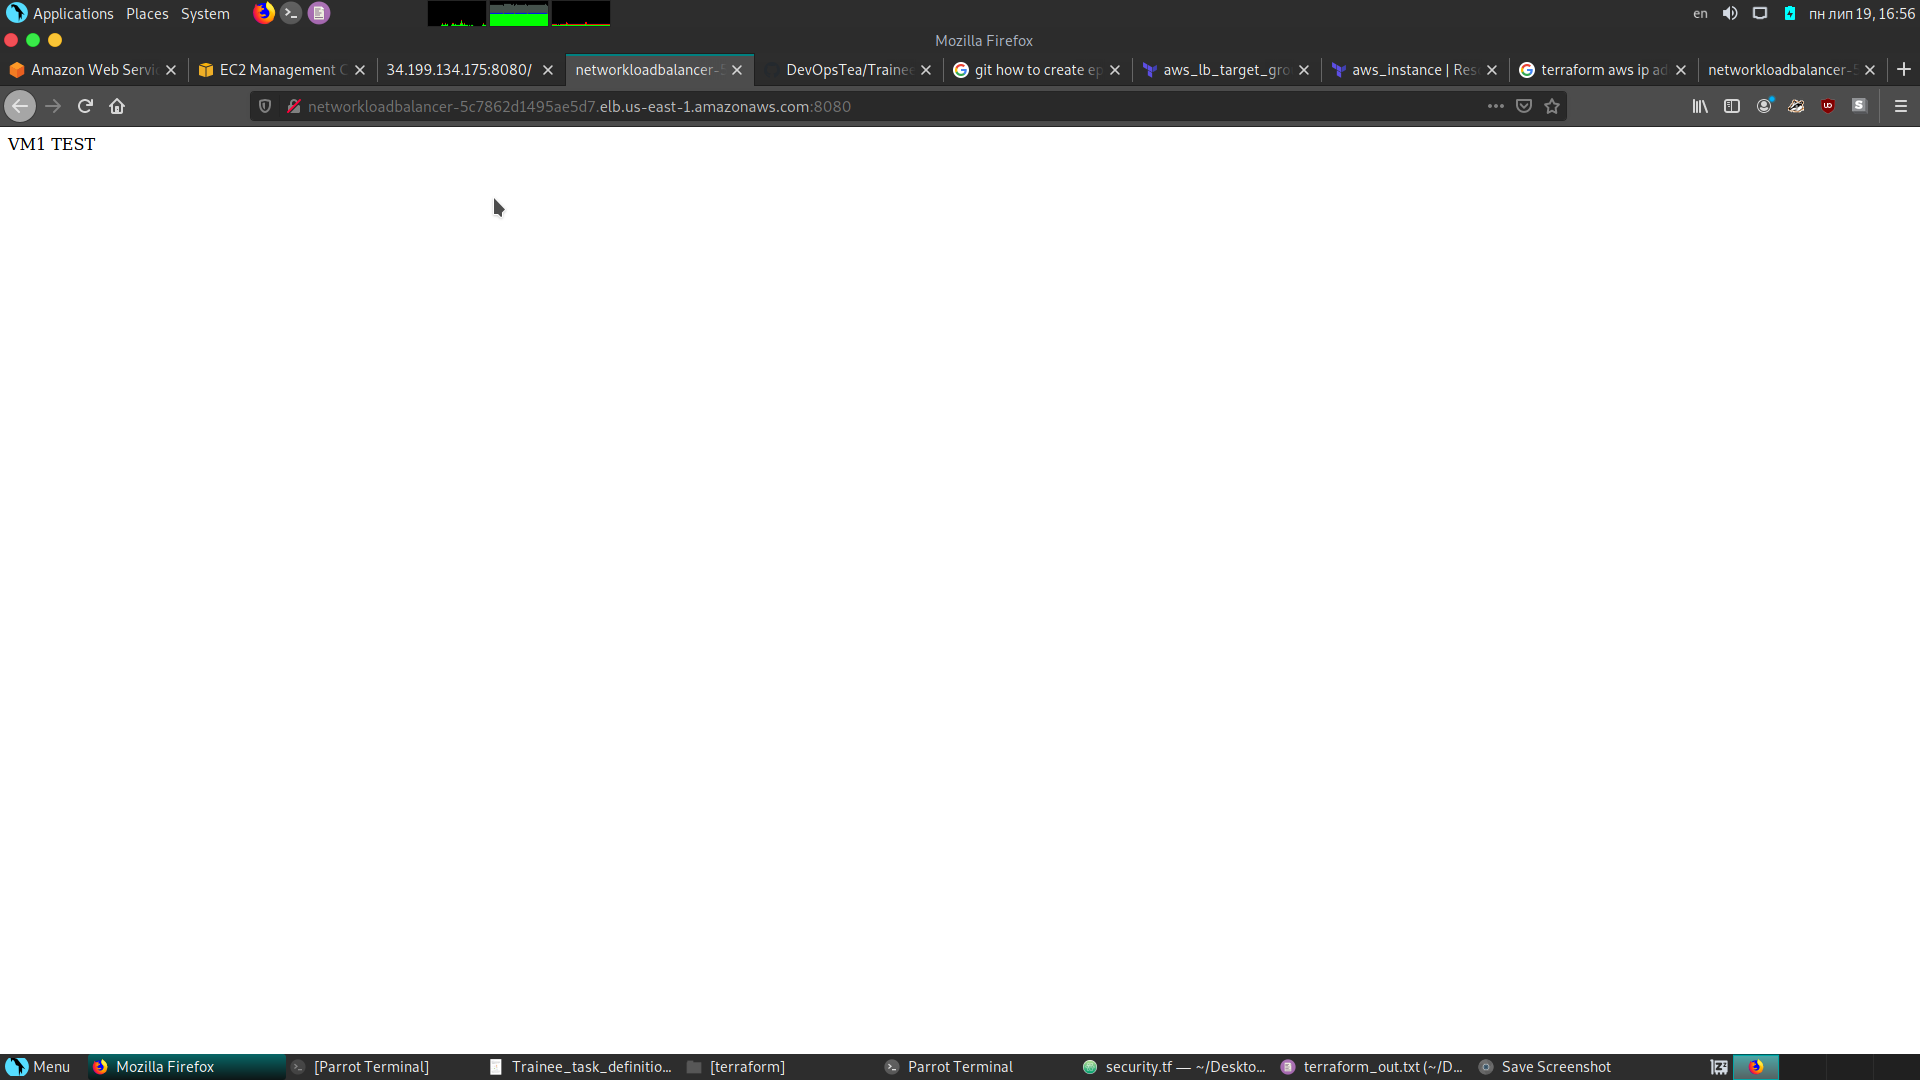 Applications Places System
en пн лип 19, 16:56
Mozilla Firefox
Amazon Web Servi
EC2 Management C
34.199.134.175:8080/
networkloadbalancer-5
DevOpsTea/Trainee
git how to create ep
aws_lb_target_gro
aws_instance | Res
terraform aws ip ad
networkloadbalancer-5
networkloadbalancer-5c7862d1495ae5d7.elb.us-east-1.amazonaws.com:8080
VM1 TEST
Menu
Mozilla Firefox
[Parrot Terminal]
Trainee_task_definitio...
[terraform]
Parrot Terminal
security.tf — ~/Deskto...
terraform_out.txt (~/D...
Save Screenshot